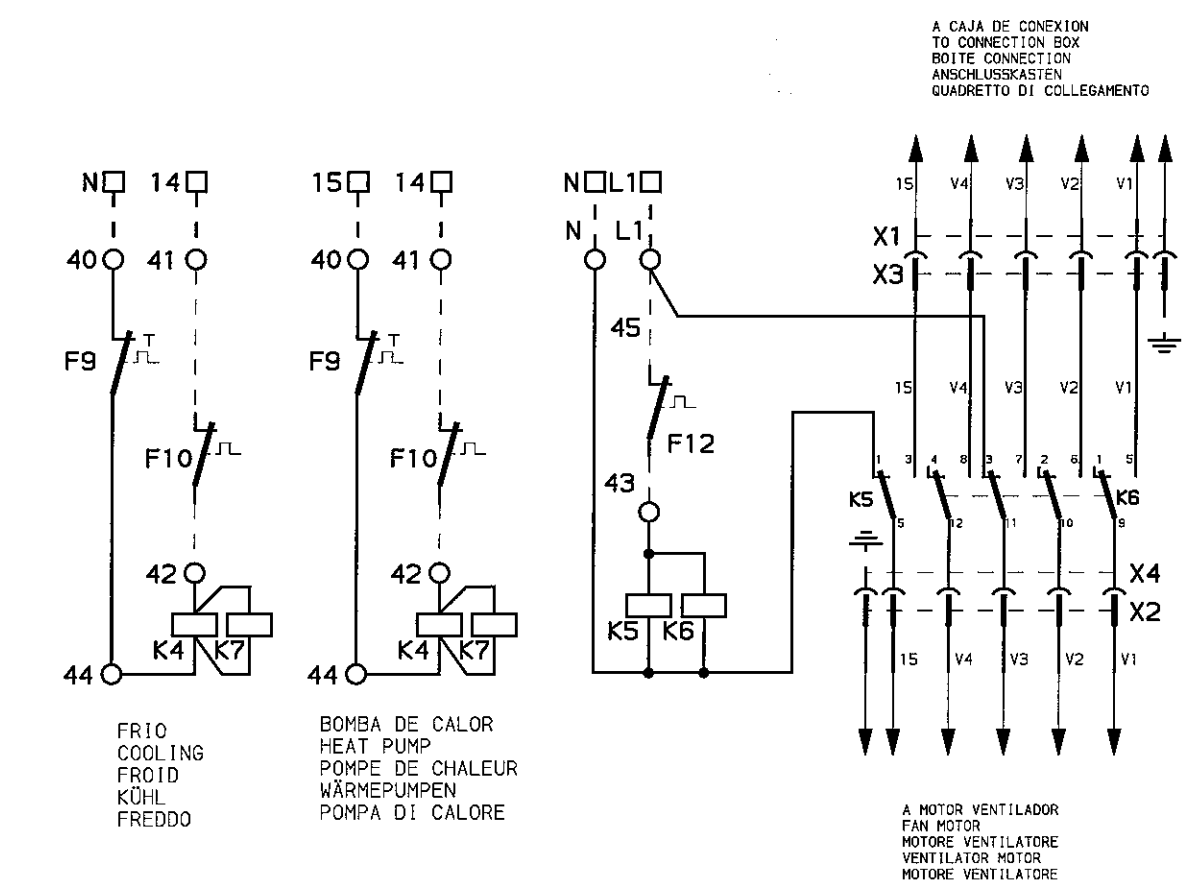 A CAJA DE CONEXION
TO CONNECTION BOX
BOITE CONNECTION
ANSCHLUSSKASTEN
QUADRETTO DI COLLEGAMENTO
N 14 15 14 N L1
15 V4 V3 V2 V1
N L1
X1
40 41 40 41
X3
45
F9 T F9 T
15 V4 V3 V2 V1
F10 F10 F12
1 3 4 8 3 7 2 6 1 5
43
K5 K6
5 12 11 10 9
42 42
X4
X2
K4 K7 K4 K7 K5 K6
15 V4 V3 V2 V1
44 44
FRIO
COOLING
FROID
KÜHL
FREDDO
BOMBA DE CALOR
HEAT PUMP
POMPE DE CHALEUR
WÄRMEPUMPEN
POMPA DI CALORE
A MOTOR VENTILADOR
FAN MOTOR
MOTORE VENTILATORE
VENTILATOR MOTOR
MOTORE VENTILATORE